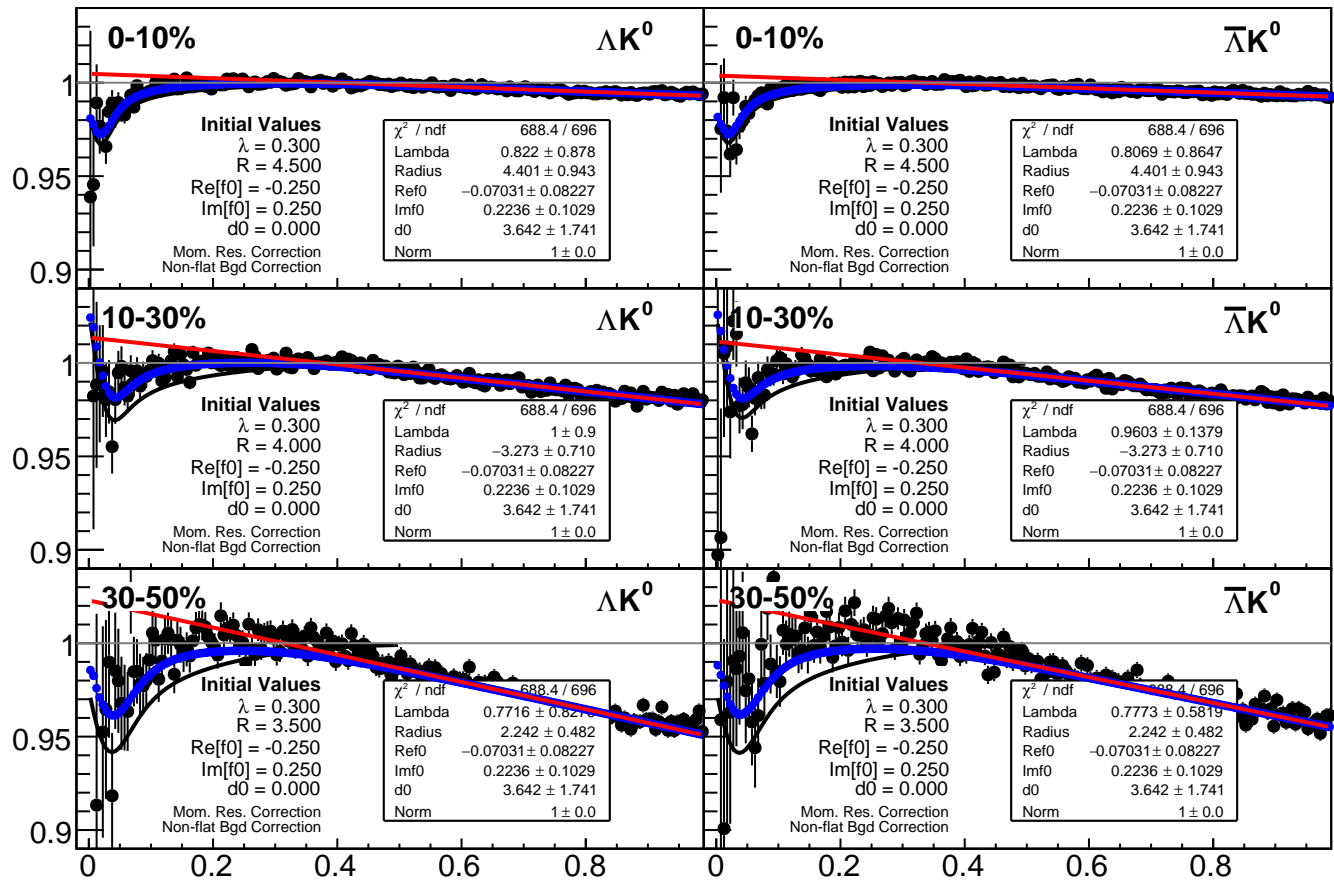 0-10%
ΛK⁰
1
0.95
0.9
Initial Values
λ = 0.300
R = 4.500
Re[f0] = -0.250
Im[f0] = 0.250
d0 = 0.000
Mom. Res. Correction
Non-flat Bgd Correction
χ² / ndf 688.4 / 696
Lambda 0.822 ± 0.878
Radius 4.401 ± 0.943
Ref0 −0.07031 ± 0.08227
Imf0 0.2236 ± 0.1029
d0 3.642 ± 1.741
Norm 1 ± 0.0
0-10%
Λ̅K⁰
Initial Values
λ = 0.300
R = 4.500
Re[f0] = -0.250
Im[f0] = 0.250
d0 = 0.000
Mom. Res. Correction
Non-flat Bgd Correction
χ² / ndf 688.4 / 696
Lambda 0.8069 ± 0.8647
Radius 4.401 ± 0.943
Ref0 −0.07031 ± 0.08227
Imf0 0.2236 ± 0.1029
d0 3.642 ± 1.741
Norm 1 ± 0.0
10-30%
ΛK⁰
1
0.95
0.9
Initial Values
λ = 0.300
R = 4.000
Re[f0] = -0.250
Im[f0] = 0.250
d0 = 0.000
Mom. Res. Correction
Non-flat Bgd Correction
χ² / ndf 688.4 / 696
Lambda 1 ± 0.9
Radius −3.273 ± 0.710
Ref0 −0.07031 ± 0.08227
Imf0 0.2236 ± 0.1029
d0 3.642 ± 1.741
Norm 1 ± 0.0
10-30%
Λ̅K⁰
Initial Values
λ = 0.300
R = 4.000
Re[f0] = -0.250
Im[f0] = 0.250
d0 = 0.000
Mom. Res. Correction
Non-flat Bgd Correction
χ² / ndf 688.4 / 696
Lambda 0.9603 ± 0.1379
Radius −3.273 ± 0.710
Ref0 −0.07031 ± 0.08227
Imf0 0.2236 ± 0.1029
d0 3.642 ± 1.741
Norm 1 ± 0.0
30-50%
ΛK⁰
1
0.95
0.9
Initial Values
λ = 0.300
R = 3.500
Re[f0] = -0.250
Im[f0] = 0.250
d0 = 0.000
Mom. Res. Correction
Non-flat Bgd Correction
χ² / ndf 688.4 / 696
Lambda 0.7716 ±
Radius 2.242 ± 0.482
Ref0 −0.07031 ± 0.08227
Imf0 0.2236 ± 0.1029
d0 3.642 ± 1.741
Norm 1 ± 0.0
30-50%
Λ̅K⁰
Initial Values
λ = 0.300
R = 3.500
Re[f0] = -0.250
Im[f0] = 0.250
d0 = 0.000
Mom. Res. Correction
Non-flat Bgd Correction
χ² / ndf 688.4 / 696
Lambda 0.7773 ± 0.5819
Radius 2.242 ± 0.482
Ref0 −0.07031 ± 0.08227
Imf0 0.2236 ± 0.1029
d0 3.642 ± 1.741
Norm 1 ± 0.0
0 0.2 0.4 0.6 0.8 0 0.2 0.4 0.6 0.8